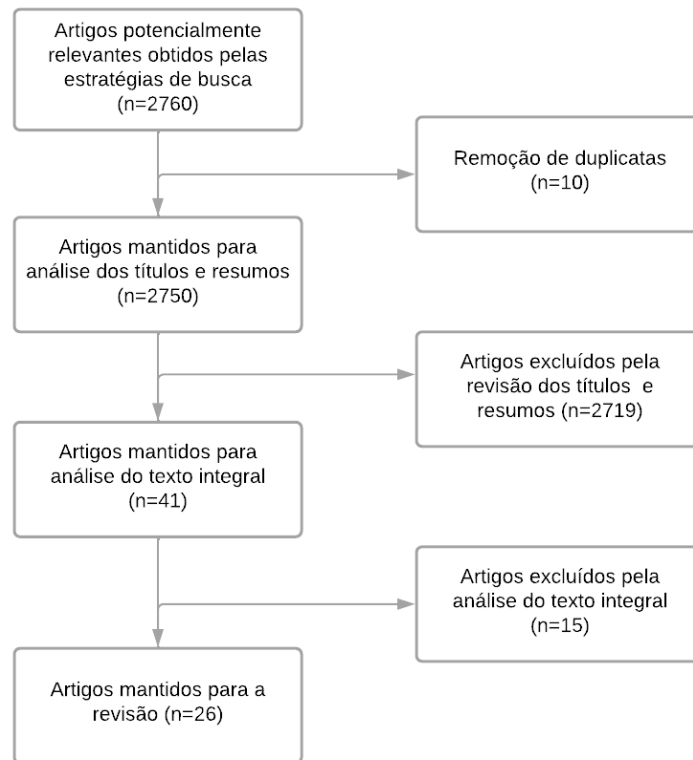 Artigos potencialmente
relevantes obtidos pelas
estratégias de busca
(n=2760)
Remoção de duplicatas
(n=10)
Artigos mantidos para
análise dos títulos e resumos
(n=2750)
Artigos excluídos pela
revisão dos títulos e
resumos (n=2719)
Artigos mantidos para
análise do texto integral
(n=41)
Artigos excluídos pela
análise do texto integral
(n=15)
Artigos mantidos para a
revisão (n=26)